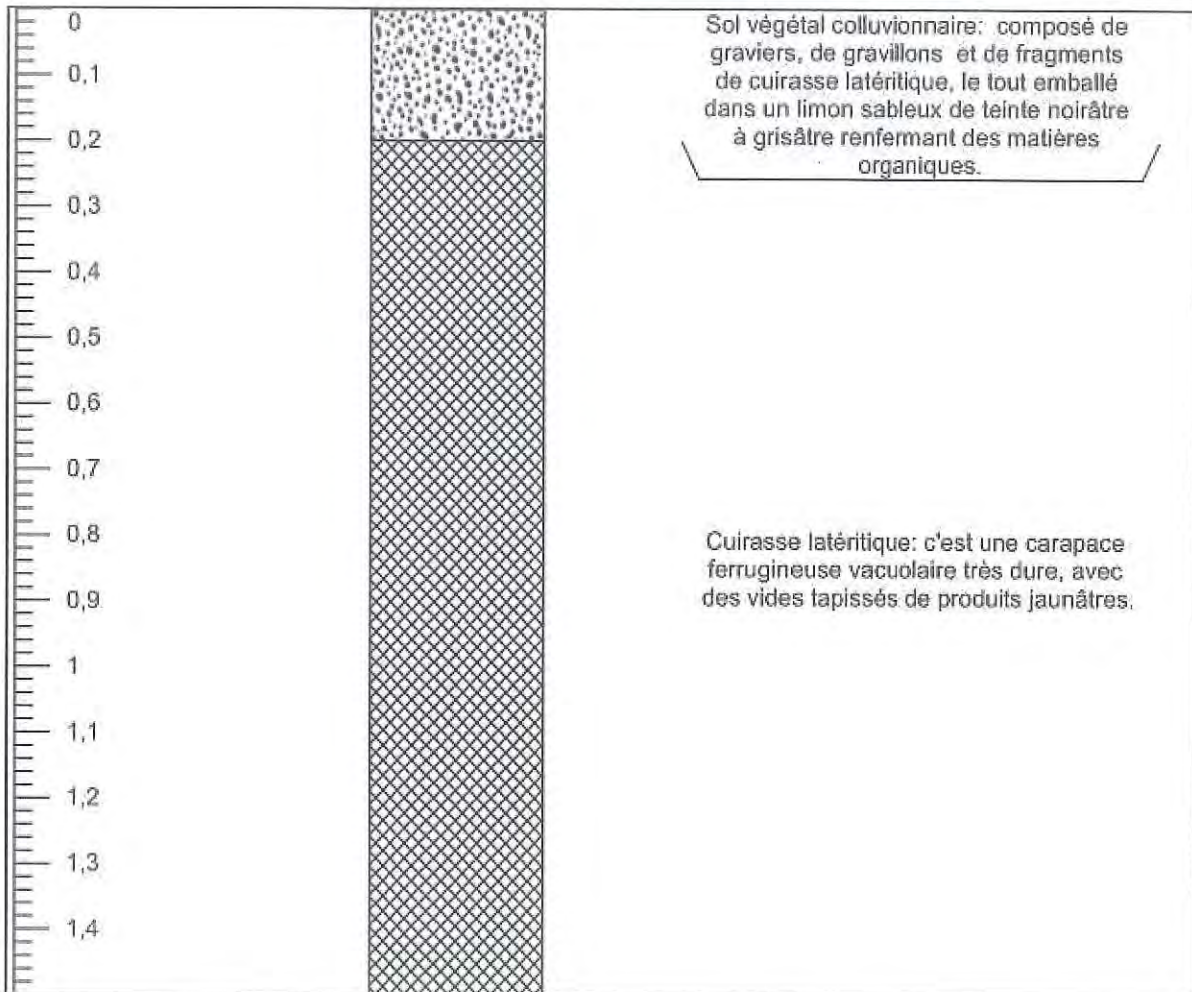 0
Sol végétal colluvionnaire: composé de
graviers, de gravillons et de fragments
de cuirasse latéritique, le tout emballé
dans un limon sableux de teinte noirâtre
à grisâtre renfermant des matières
organiques.
0,1
0,2
0,3
0,4
0,5
0,6
0,7
0,8
Cuirasse latéritique: c'est une carapace
ferrugineuse vacuolaire très dure, avec
des vides tapissés de produits jaunâtres.
0,9
1
1,1
1,2
1,3
1,4